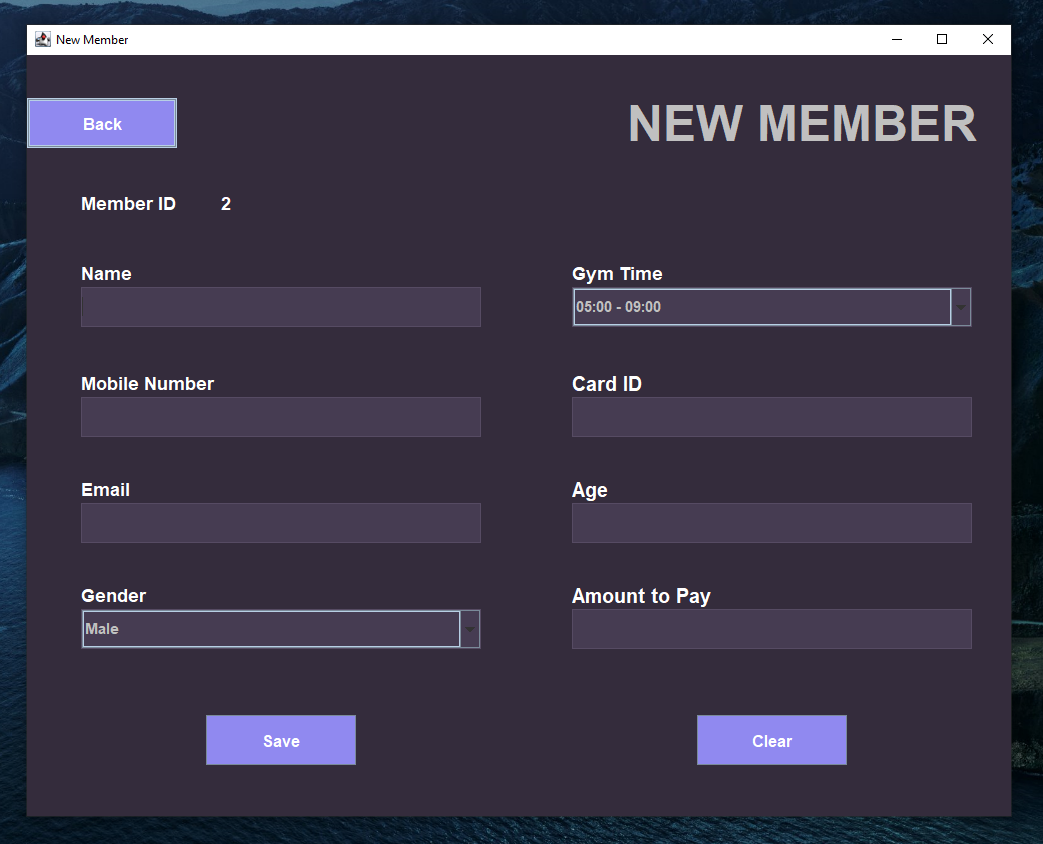 New Member
Back
NEW MEMBER
Member ID 2
Name
Gym Time
05:00 - 09:00
Mobile Number
Card ID
Email
Age
Gender
Male
Amount to Pay
Save
Clear